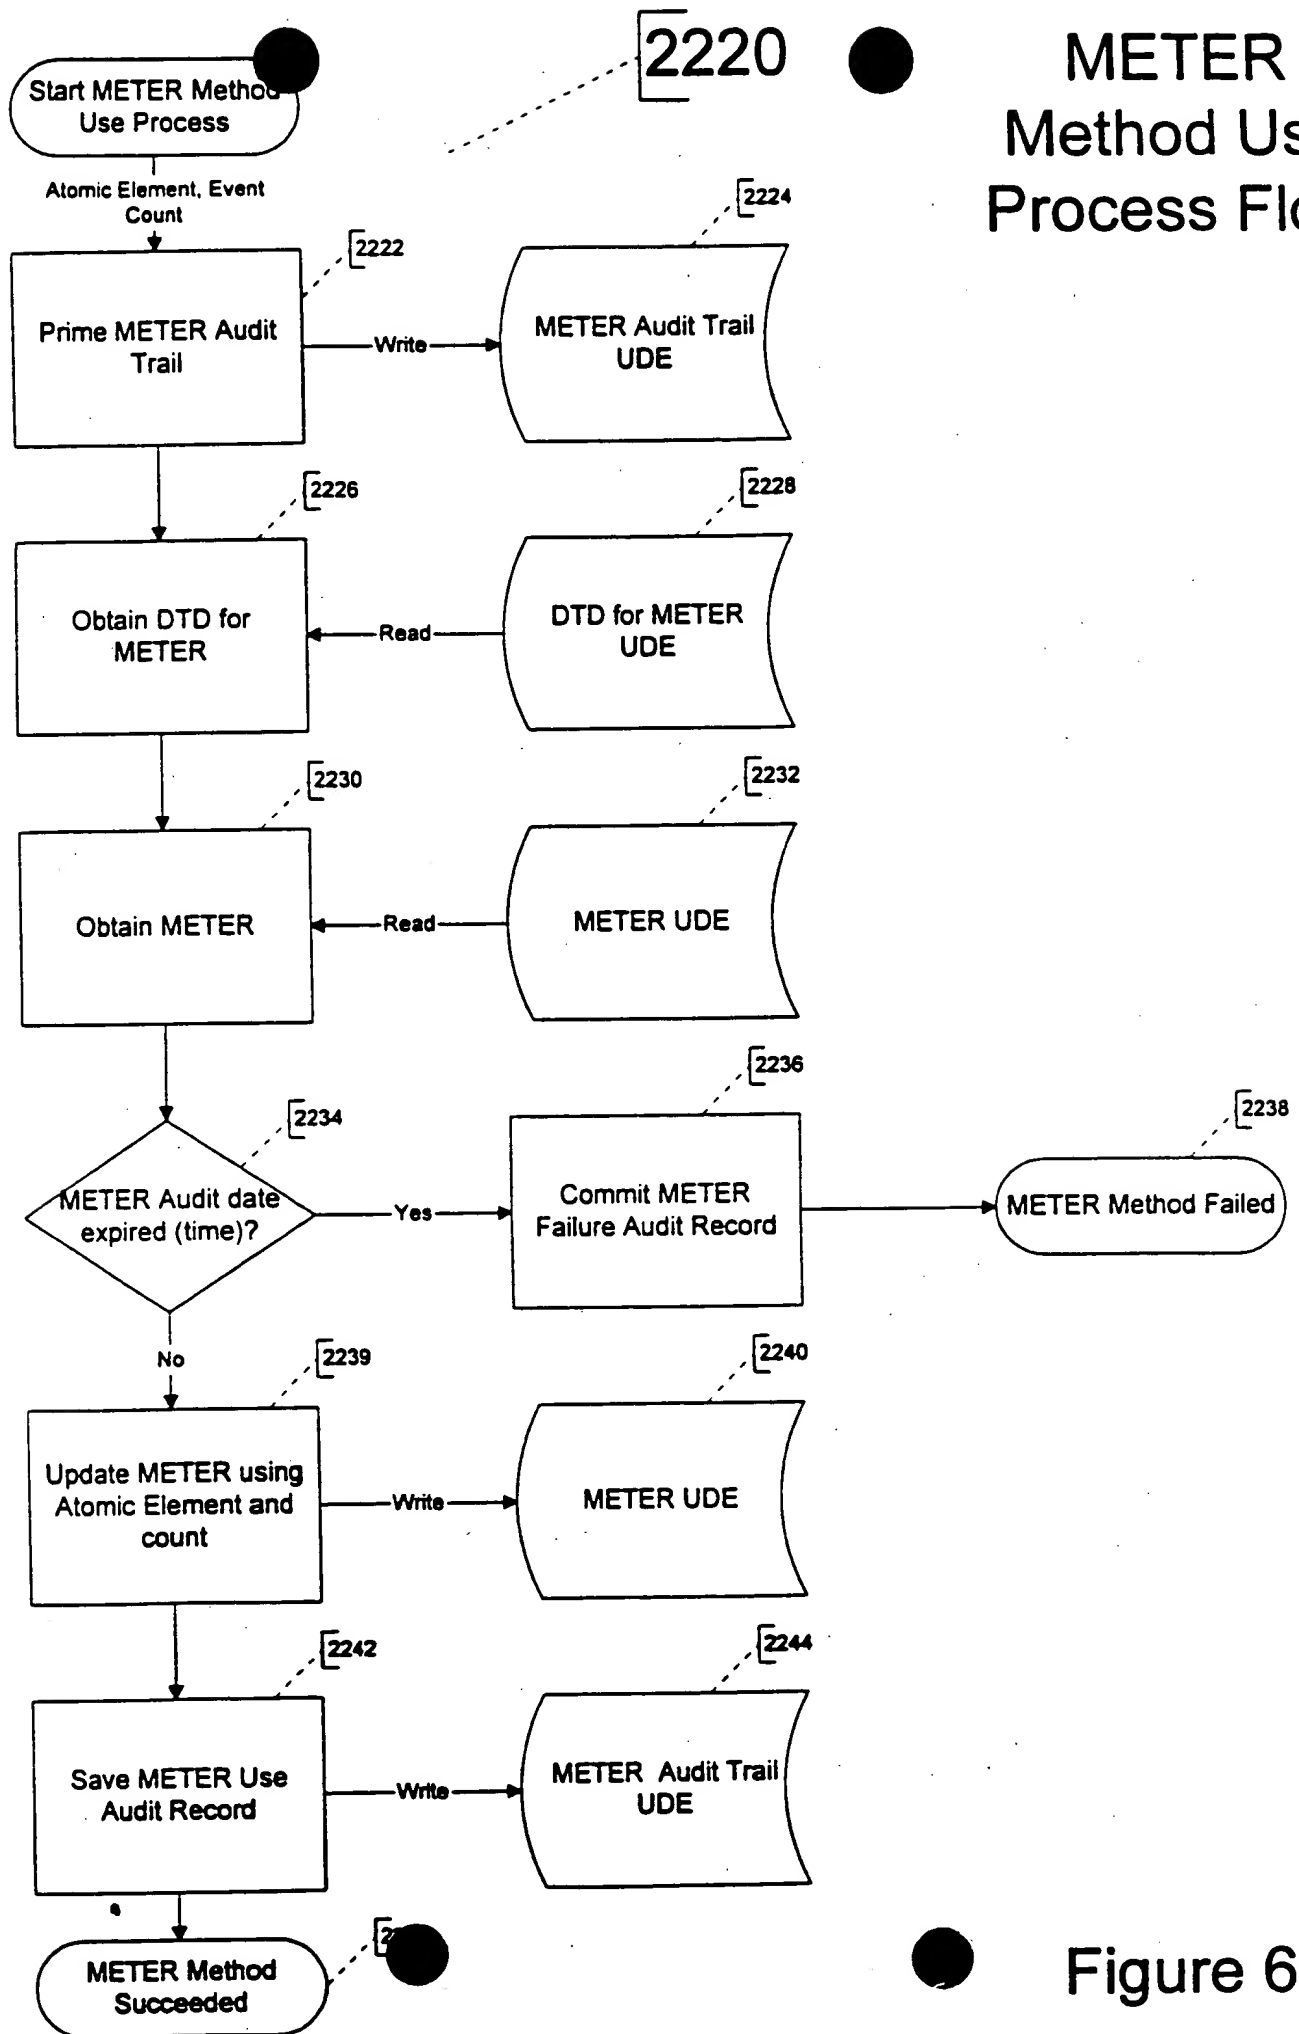 2220
METER
Method Us
Process Flo
Start METER Method
Use Process
Atomic Element, Event
Count
2222
2224
Prime METER Audit
Trail
Write
METER Audit Trail
UDE
2226
2228
Obtain DTD for
METER
Read
DTD for METER
UDE
2230
2232
Obtain METER
Read
METER UDE
2234
2236
2238
METER Audit date
expired (time)?
Yes
Commit METER
Failure Audit Record
METER Method Failed
No
2239
2240
Update METER using
Atomic Element and
count
Write
METER UDE
2242
2244
Save METER Use
Audit Record
Write
METER Audit Trail
UDE
METER Method
Succeeded
Figure 6